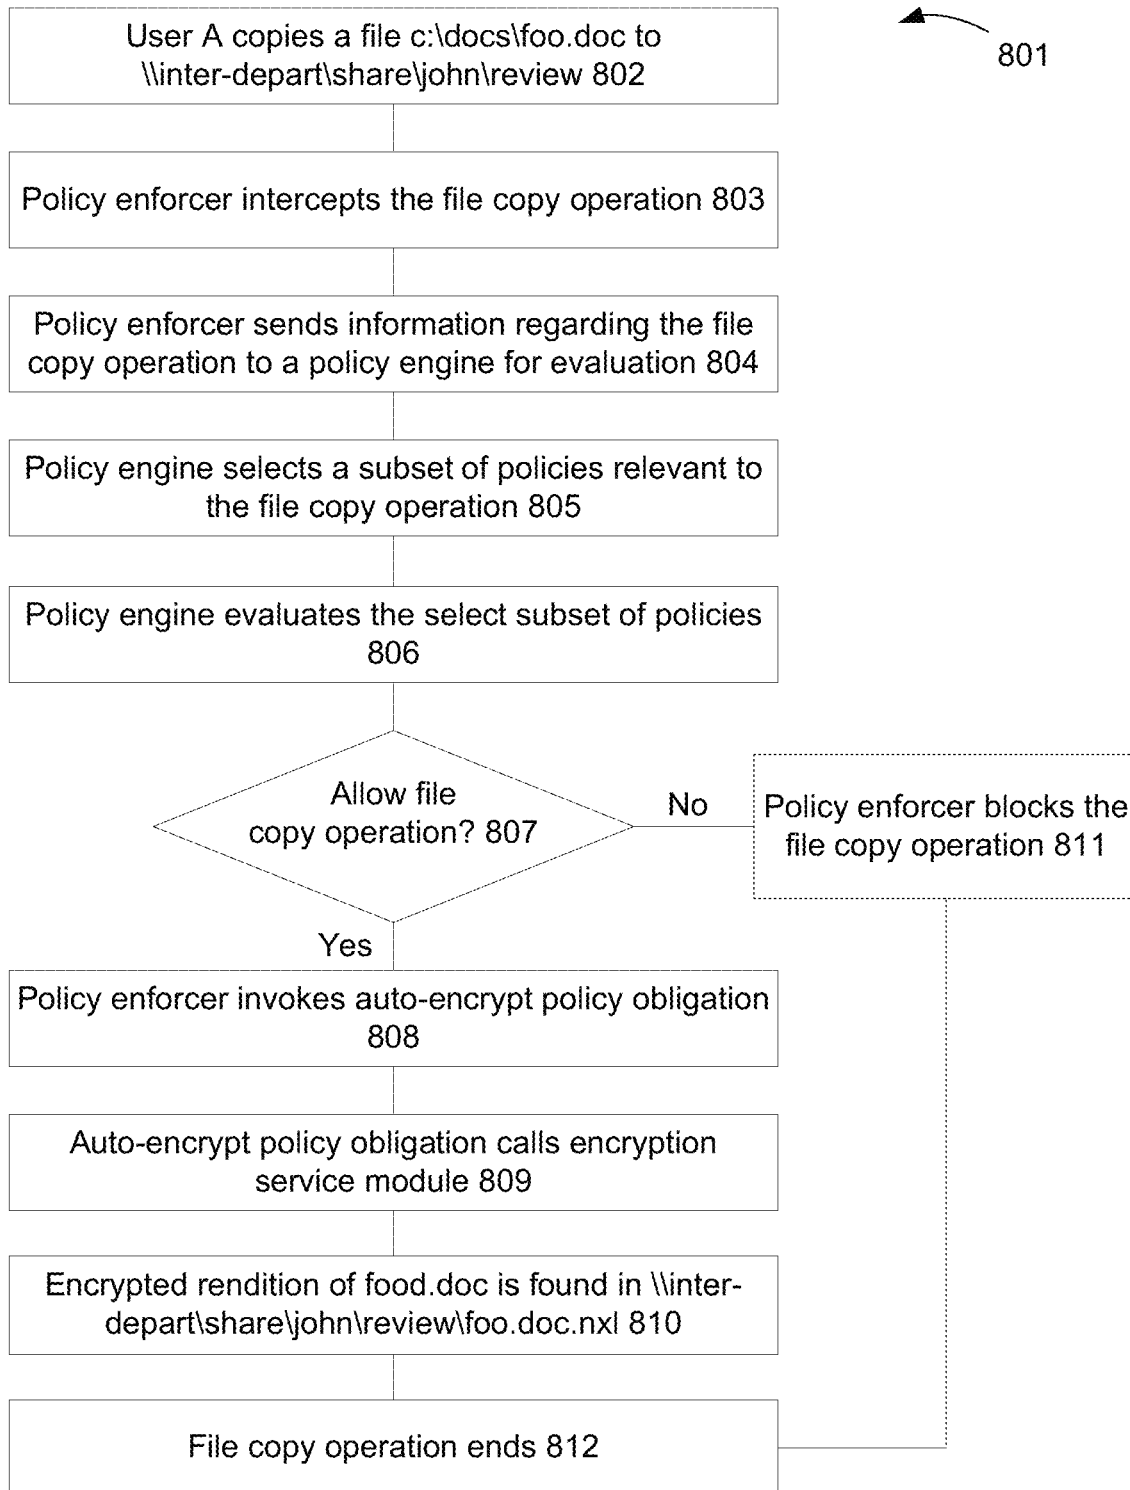 User A copies a file c:\docs\foo.doc to
\\inter-depart\share\john\review 802
801
Policy enforcer intercepts the file copy operation 803
Policy enforcer sends information regarding the file
copy operation to a policy engine for evaluation 804
Policy engine selects a subset of policies relevant to
the file copy operation 805
Policy engine evaluates the select subset of policies
806
Allow file
copy operation? 807
No
Policy enforcer blocks the
file copy operation 811
Yes
Policy enforcer invokes auto-encrypt policy obligation
808
Auto-encrypt policy obligation calls encryption
service module 809
Encrypted rendition of food.doc is found in \\inter-
depart\share\john\review\foo.doc.nxl 810
File copy operation ends 812